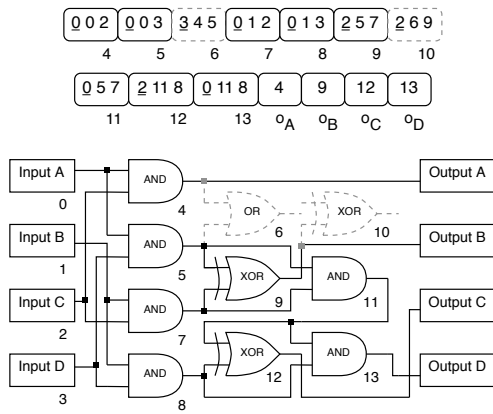 0 0 2 0 0 3 3 4 5 0 1 2 0 1 3 2 5 7 2 6 9
4 5 6 7 8 9 10
0 5 7 2 11 8 0 11 8 4 9 12 13
11 12 13 oA oB oC oD
Input A AND Output A
0 4 OR XOR
Input B AND 6 10 Output B
1 5 XOR AND
Input C AND 9 11 Output C
2 7
Input D AND XOR AND Output D
3 8 12 13